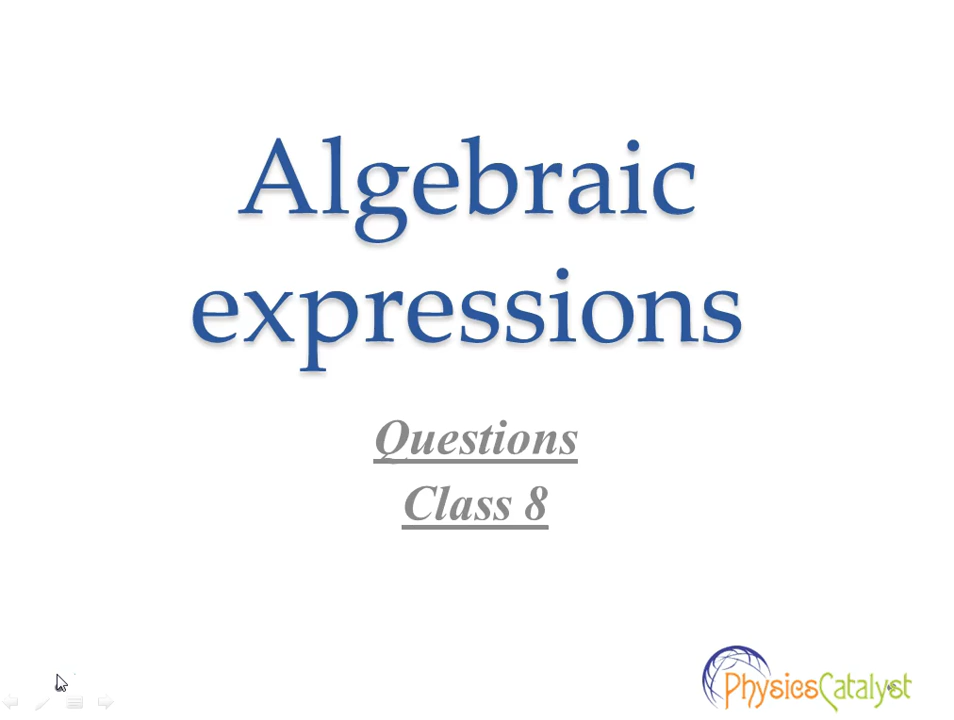 Algebraic
expressions
Questions
Class 8
PhysicsCatalyst